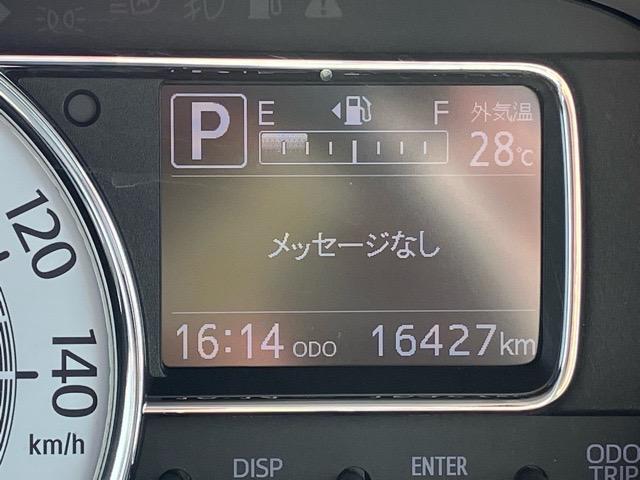 P
E F 外気温
28℃
メッセージなし
16:14 ODO 16427km
120
140
km/h
DISP ENTER ODO
TRIP